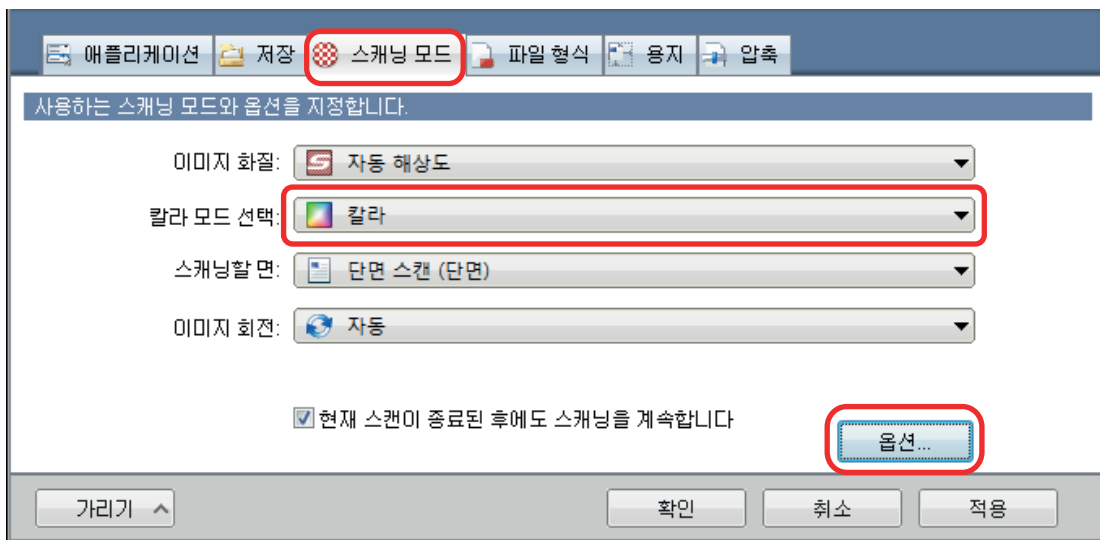 애플리케이션 저장 스캐닝 모드 파일 형식 용지 압축
사용하는 스캐닝 모드와 옵션을 지정합니다.
이미지 화질: 자동 해상도
칼라 모드 선택: 칼라
스캐닝할 면: 단면 스캔 (단면)
이미지 회전: 자동
현재 스캔이 종료된 후에도 스캐닝을 계속합니다
옵션...
가리기 확인 취소 적용